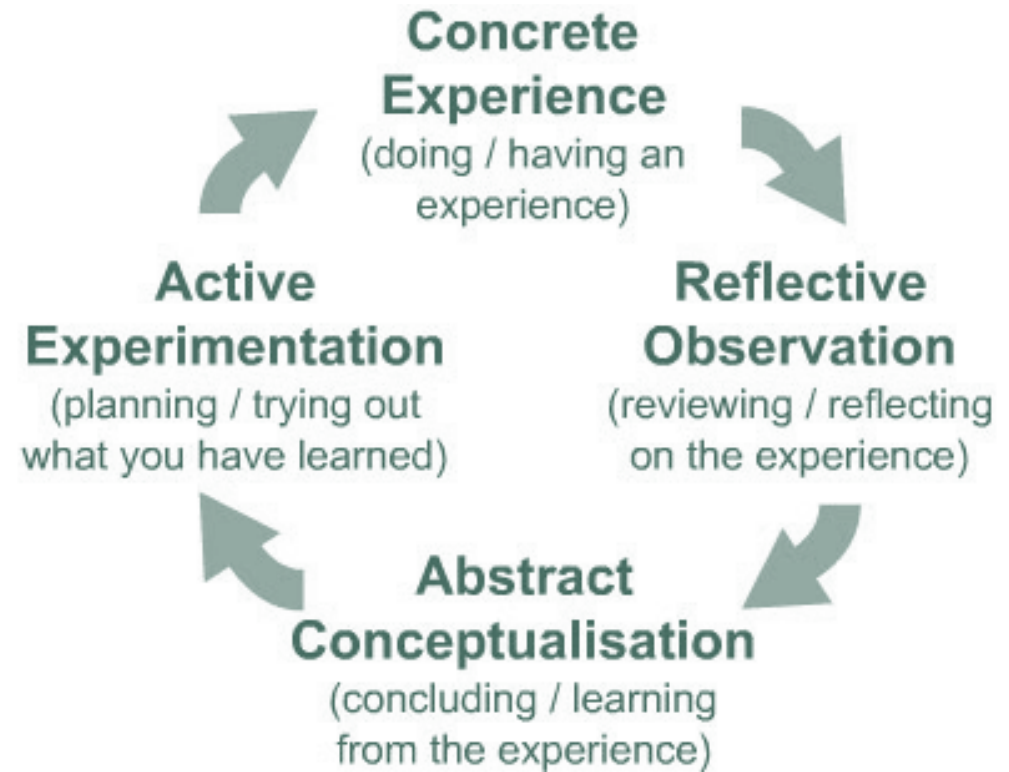 Concrete
Experience
(doing / having an
experience)
Reflective
Observation
(reviewing / reflecting
on the experience)
Abstract
Conceptualisation
(concluding / learning
from the experience)
Active
Experimentation
(planning / trying out
what you have learned)